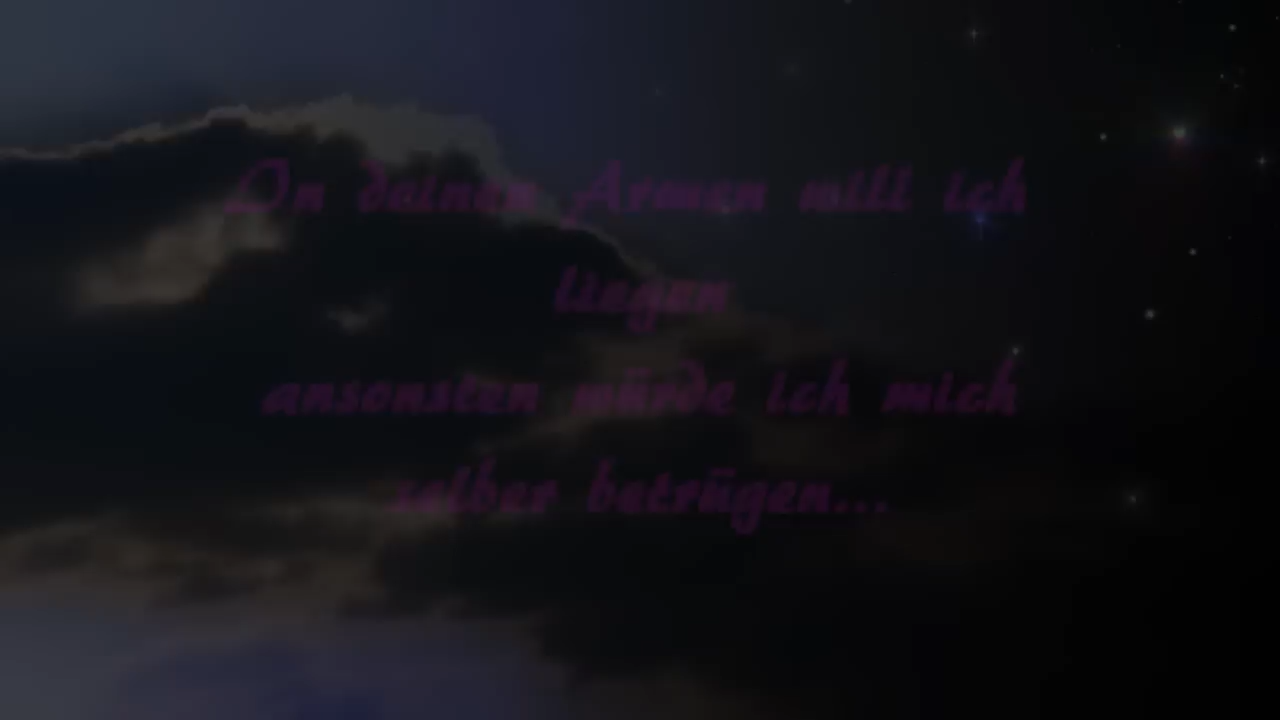 In deinen Armen will ich
liegen
ansonsten würde ich mich
selber betrügen...